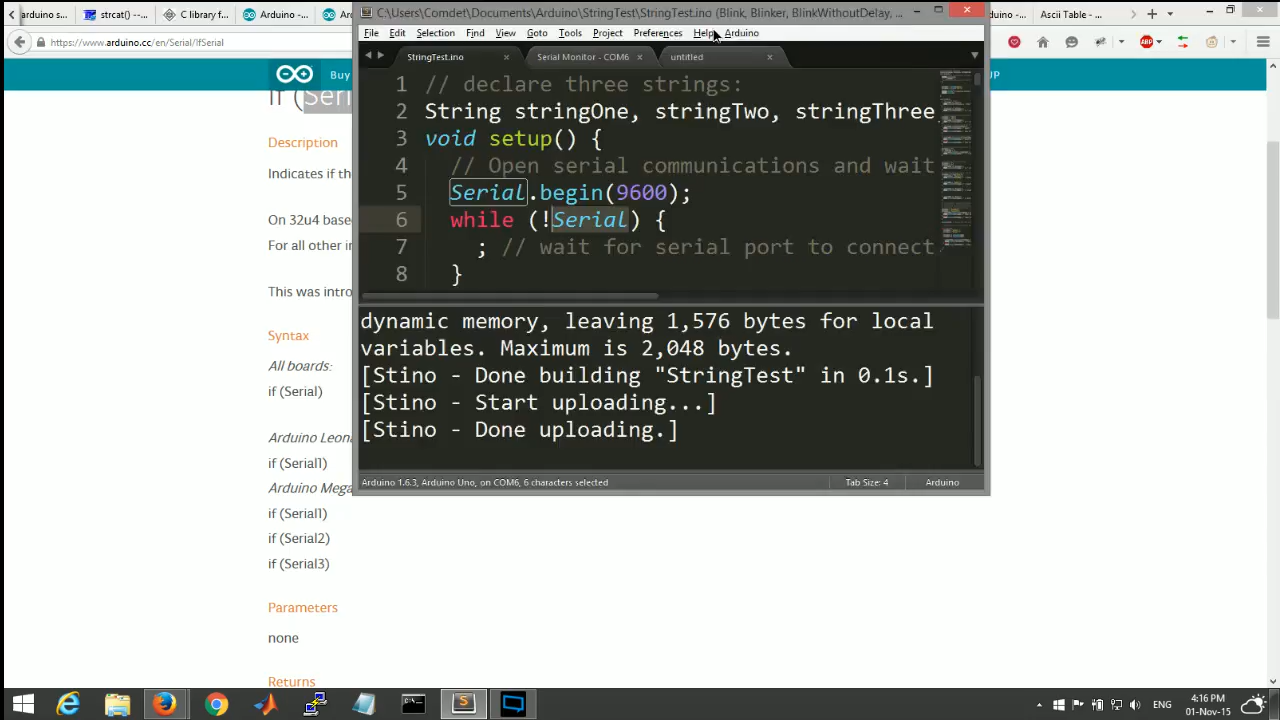 arduino s...
strcat() --...
C library f...
Arduino -...
Ar
no -...
Ascii Table -...
https://www.arduino.cc/en/Serial/IfSerial
Buy
UP
If (Seri
Description
Indicates if th
On 32u4 base
For all other in
This was intro
Syntax
All boards:
if (Serial)
Arduino Leona
if (Serial1)
Arduino Mega
if (Serial1)
if (Serial2)
if (Serial3)
Parameters
none
Returns
C:\Users\Comdet\Documents\Arduino\StringTest\StringTest.ino (Blink, Blinker, BlinkWithoutDelay, ...
File Edit Selection Find View Goto Tools Project Preferences Help Arduino
StringTest.ino
Serial Monitor - COM6
untitled
1 // declare three strings:
2 String stringOne, stringTwo, stringThree
3 void setup() {
4 // Open serial communications and wait
5 Serial.begin(9600);
6 while (!Serial) {
7 ; // wait for serial port to connect
8 }
dynamic memory, leaving 1,576 bytes for local
variables. Maximum is 2,048 bytes.
[Stino - Done building "StringTest" in 0.1s.]
[Stino - Start uploading...]
[Stino - Done uploading.]
Arduino 1.6.3, Arduino Uno, on COM6, 6 characters selected
Tab Size: 4
Arduino
ABP
ENG
4:16 PM
01-Nov-15